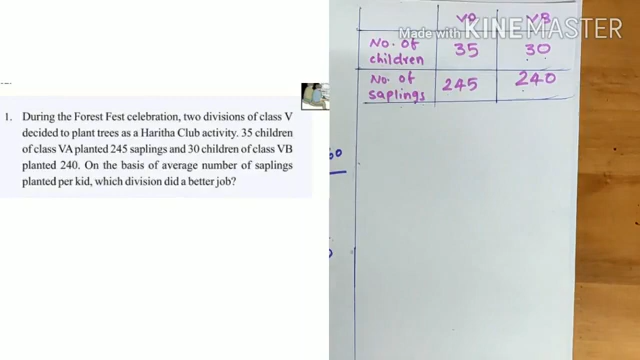 1. During the Forest Fest celebration, two divisions of class V
decided to plant trees as a Haritha Club activity. 35 children
of class VA planted 245 saplings and 30 children of class VB
planted 240. On the basis of average number of saplings
planted per kid, which division did a better job?
VB
Made with KINEMASTER
No. of children 35 30
No. of saplings 245 240